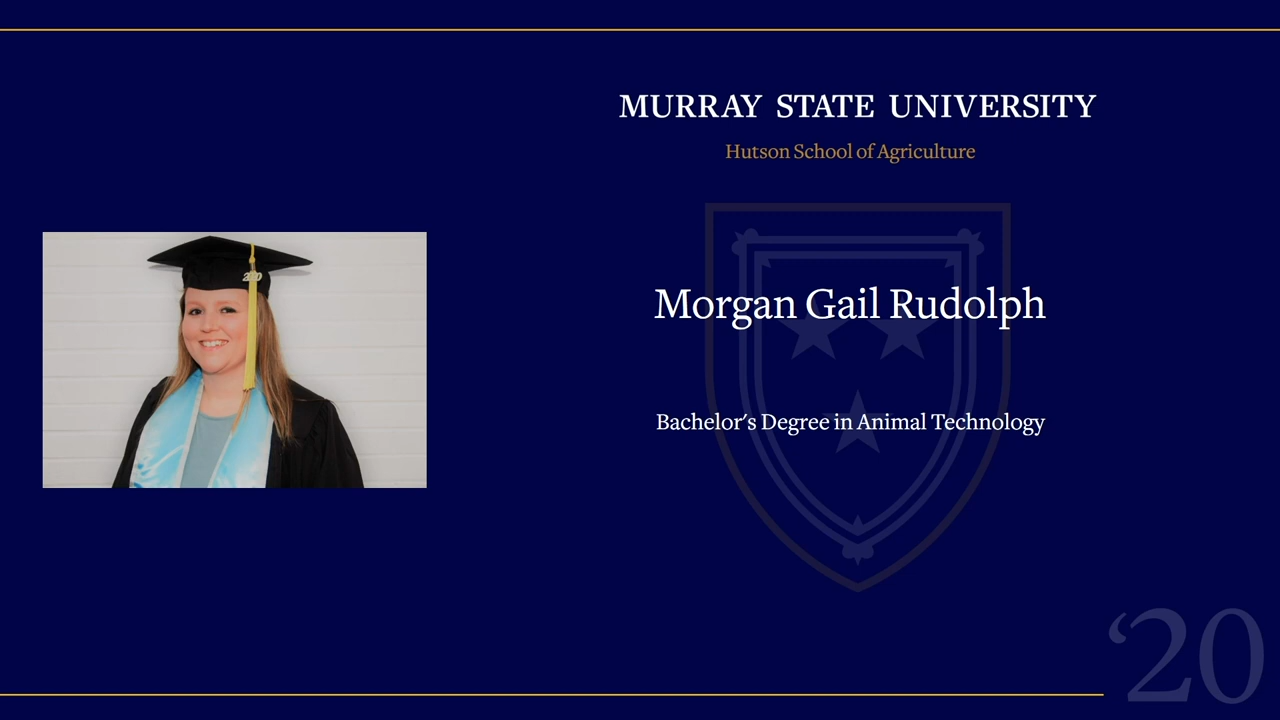 MURRAY STATE UNIVERSITY
Hutson School of Agriculture
Morgan Gail Rudolph
Bachelor's Degree in Animal Technology
‘20